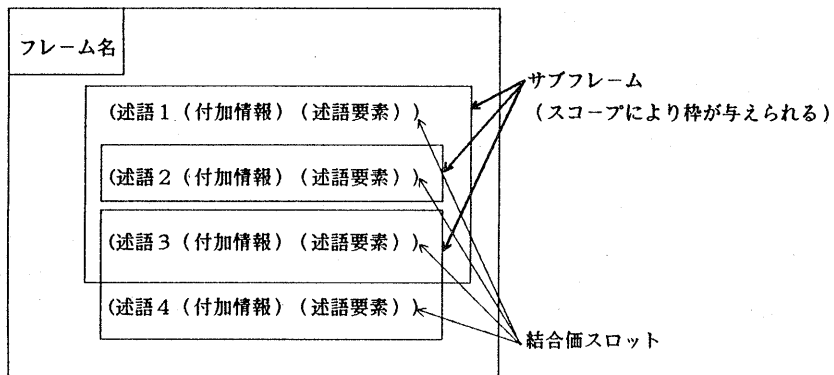 フレーム名
サブフレーム
(スコープにより枠が与えられる)
(述語1(付加情報)(述語要素))
(述語2(付加情報)(述語要素))
(述語3(付加情報)(述語要素))
(述語4(付加情報)(述語要素))
結合価スロット